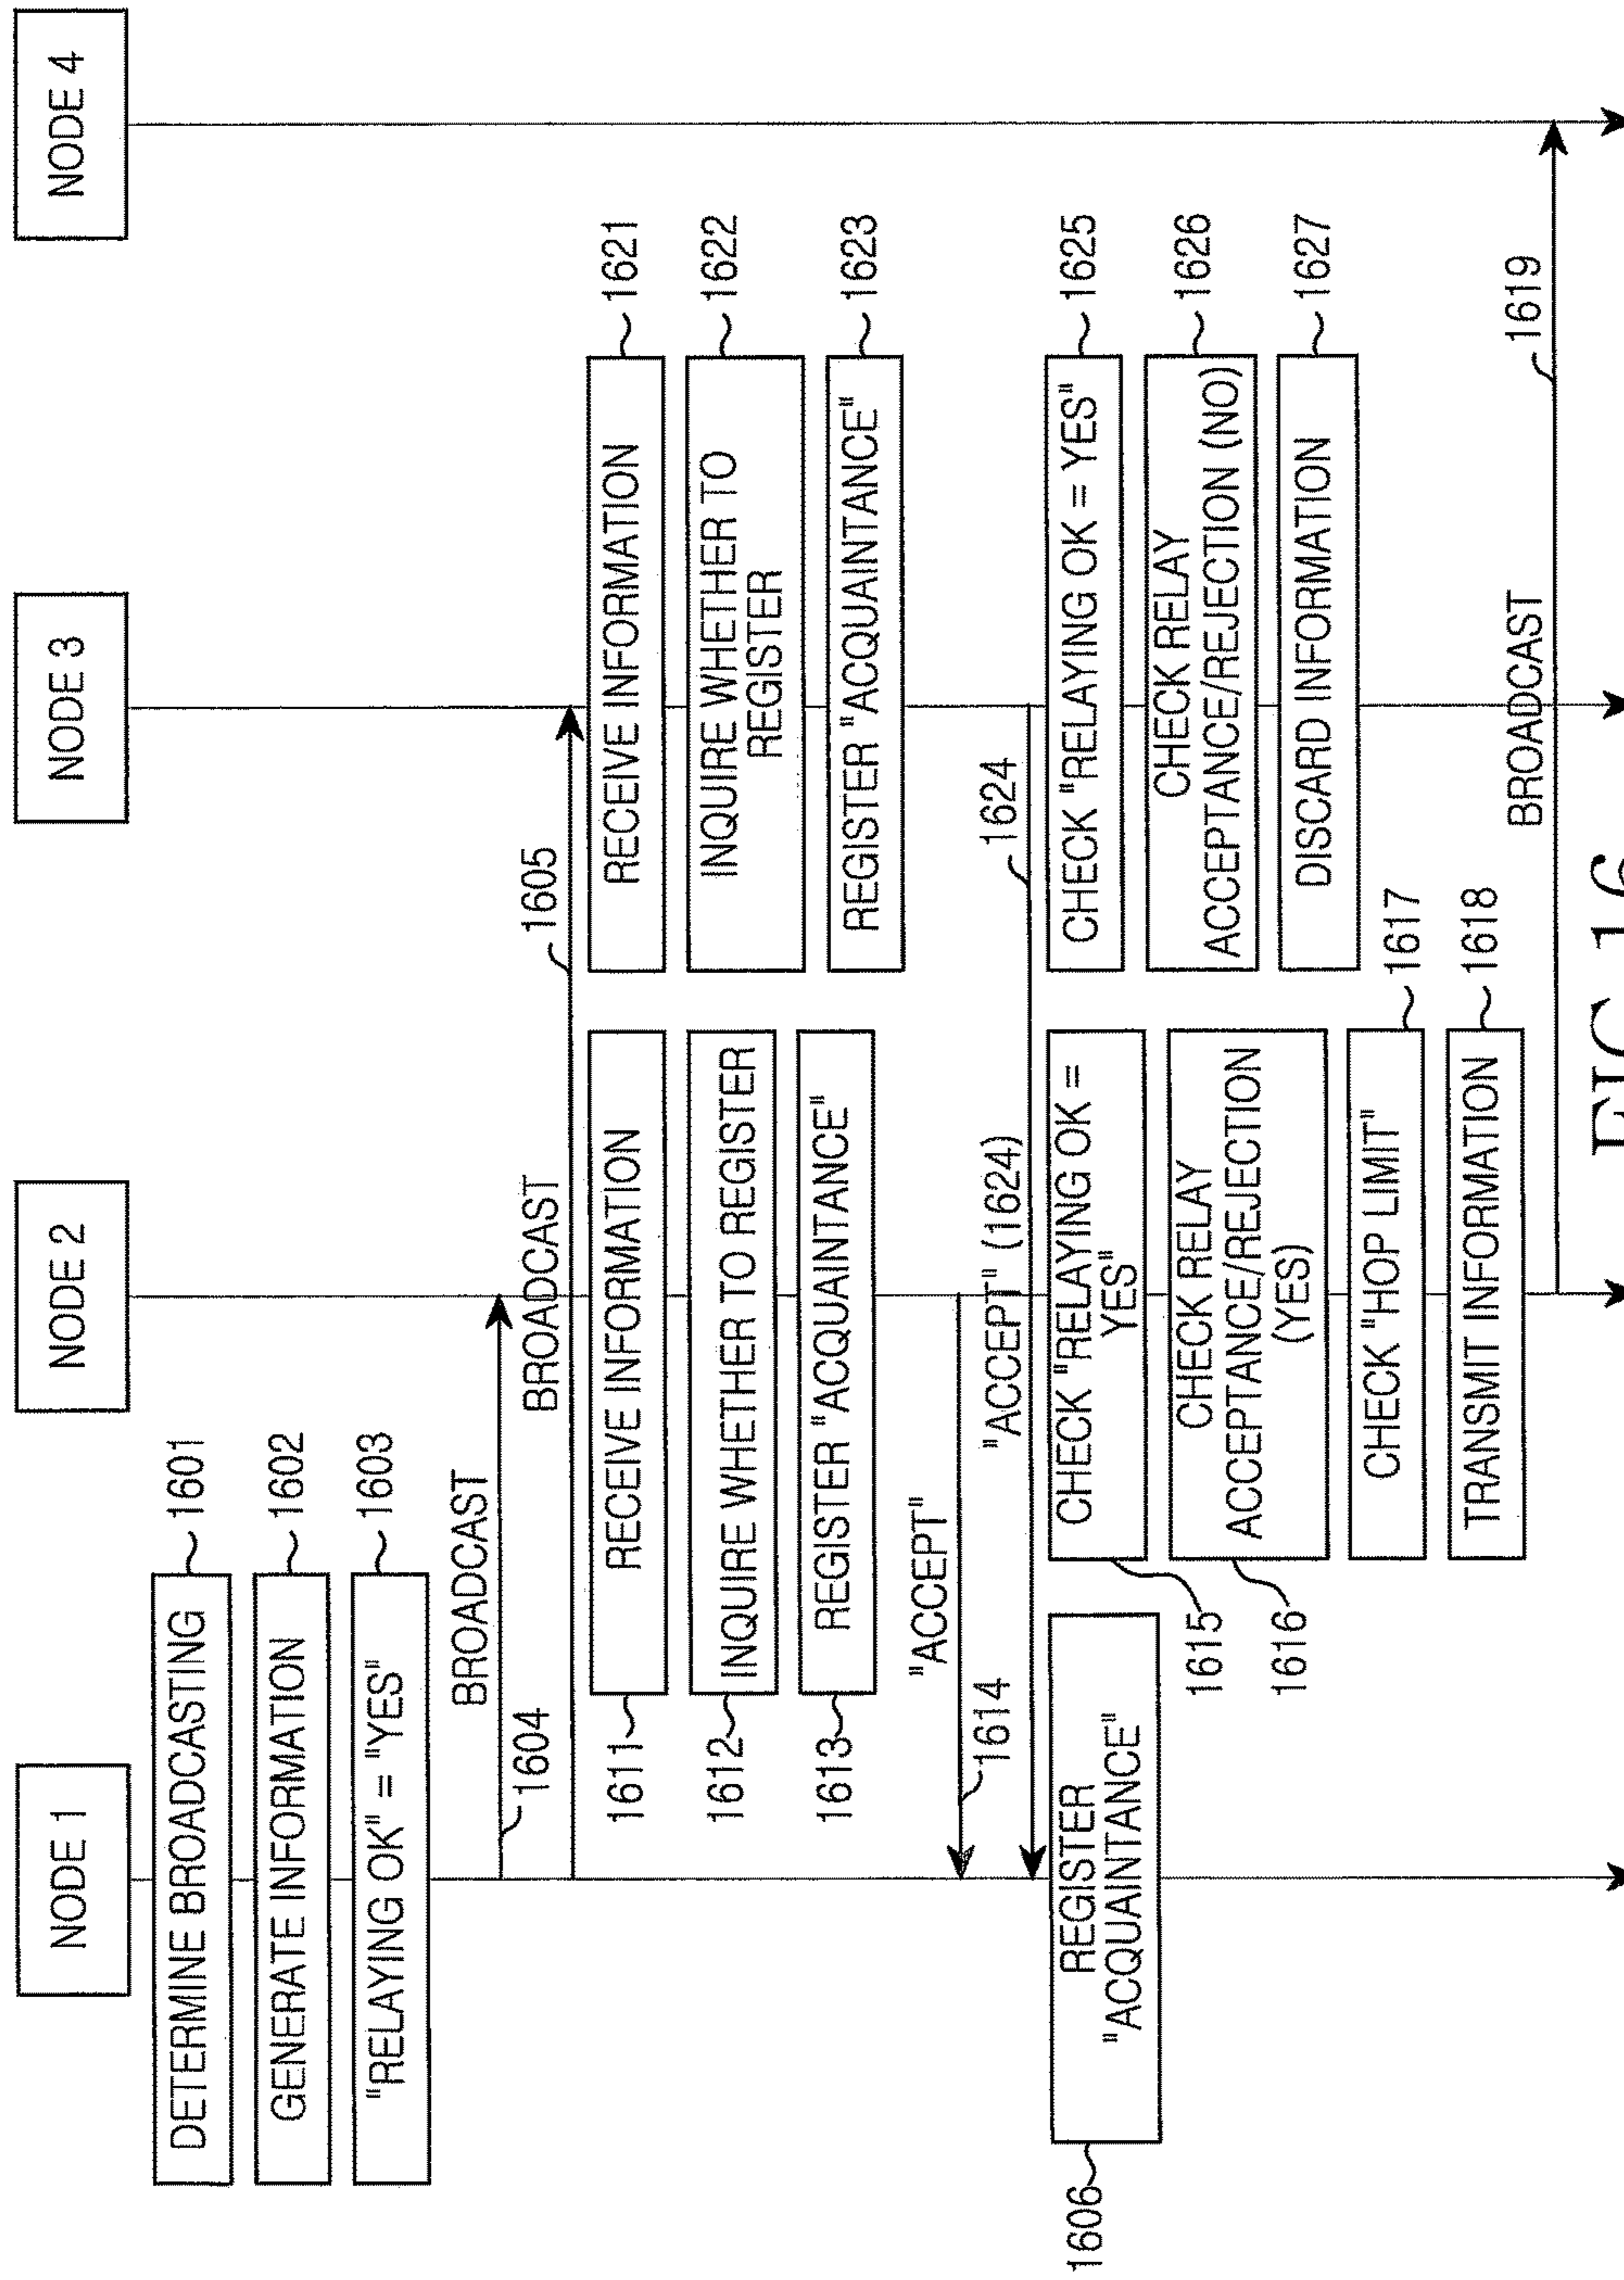 NODE 1
NODE 2
NODE 3
NODE 4
DETERMINE BROADCASTING
1601
GENERATE INFORMATION
1602
"RELAYING OK" = "YES"
1603
BROADCAST
1604
BROADCAST
1605
1611
RECEIVE INFORMATION
RECEIVE INFORMATION
1621
1612
INQUIRE WHETHER TO REGISTER
INQUIRE WHETHER TO
REGISTER
1622
1613
REGISTER "ACQUAINTANCE"
REGISTER "ACQUAINTANCE"
1623
"ACCEPT"
1614
"ACCEPT" (1624)
1624
1606
REGISTER
"ACQUAINTANCE"
CHECK "RELAYING OK =
YES"
1615
CHECK "RELAYING OK = YES"
1625
CHECK RELAY
ACCEPTANCE/REJECTION
(YES)
1616
CHECK RELAY
ACCEPTANCE/REJECTION (NO)
1626
CHECK "HOP LIMIT"
1617
DISCARD INFORMATION
1627
TRANSMIT INFORMATION
1618
BROADCAST
1619
FIG. 16